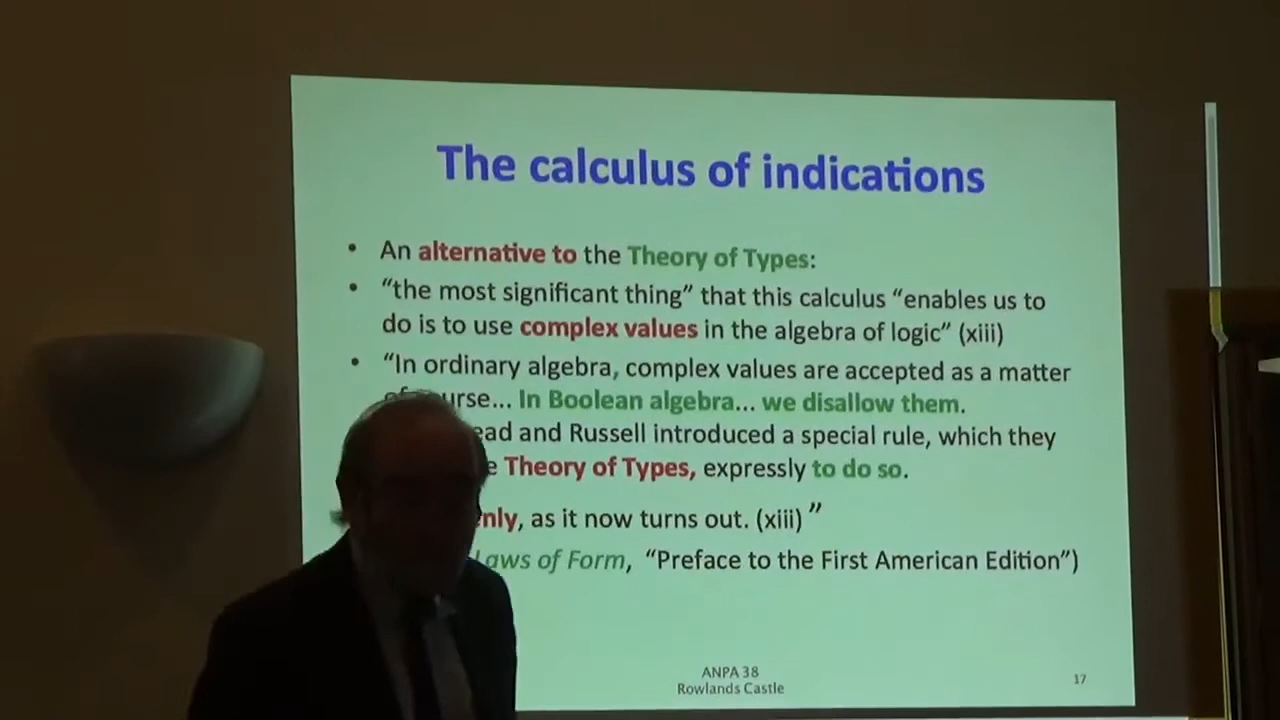 The calculus of indications
• An alternative to the Theory of Types:
• “the most significant thing” that this calculus “enables us to
do is to use complex values in the algebra of logic” (xiii)
• “In ordinary algebra, complex values are accepted as a matter
In Boolean algebra... we disallow them.
and Russell introduced a special rule, which they
Theory of Types, expressly to do so.
, as it now turns out. (xiii) ”
Laws of Form, “Preface to the First American Edition”)
ANPA 38
Rowlands Castle
17